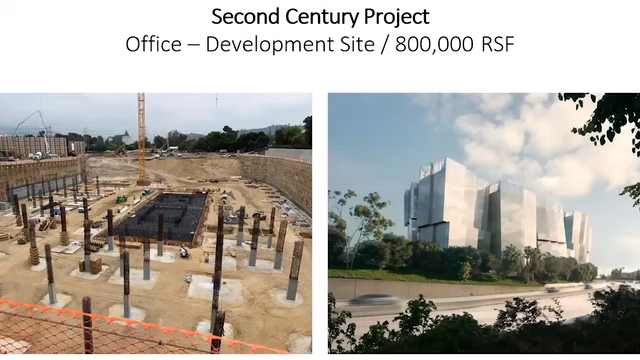 Second Century Project
Office – Development Site / 800,000 RSF